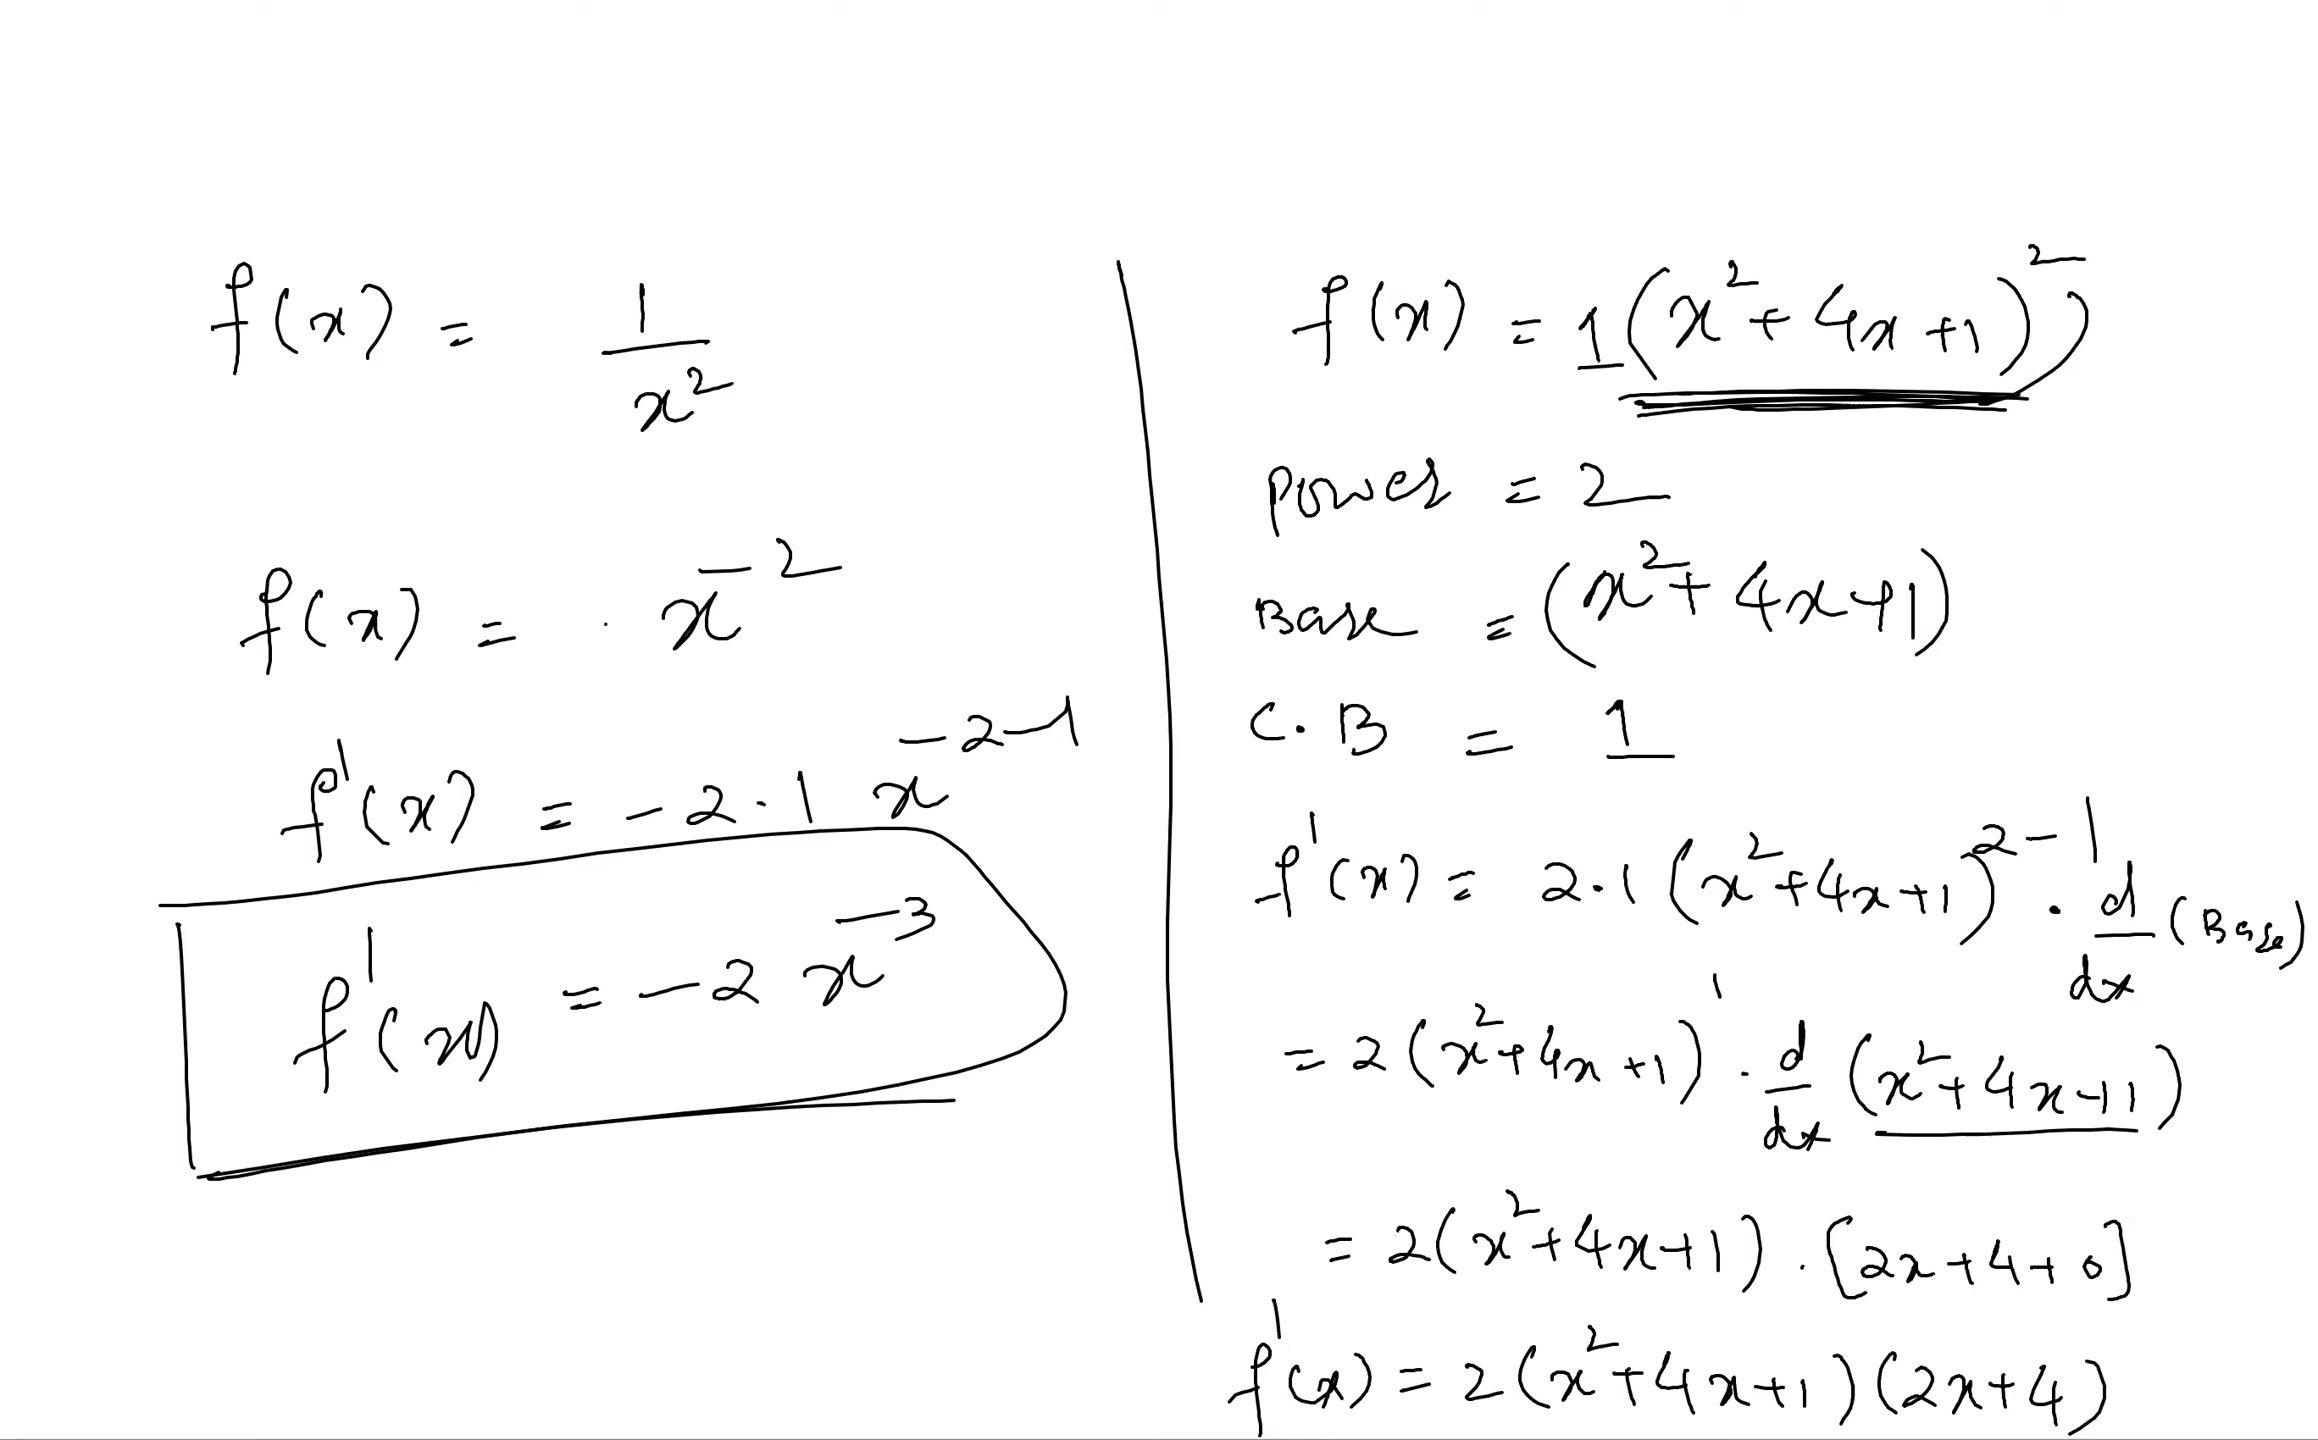 f(x) = 1/x²
f(x) = . x⁻²
f'(x) = -2·1 x⁻²⁻¹
f'(x) = -2 x⁻³
f(x) = 1(x² + 4x +1)²
power = 2
Base = (x² + 4x +1)
C.B = 1
f'(x) = 2·1 (x²+4x+1)²⁻¹ · d/dx (Base)
= 2(x²+4x+1)¹ · d/dx (x²+4x+1)
= 2(x²+4x+1) · [2x+4+0]
f'(x) = 2(x²+4x+1)(2x+4)